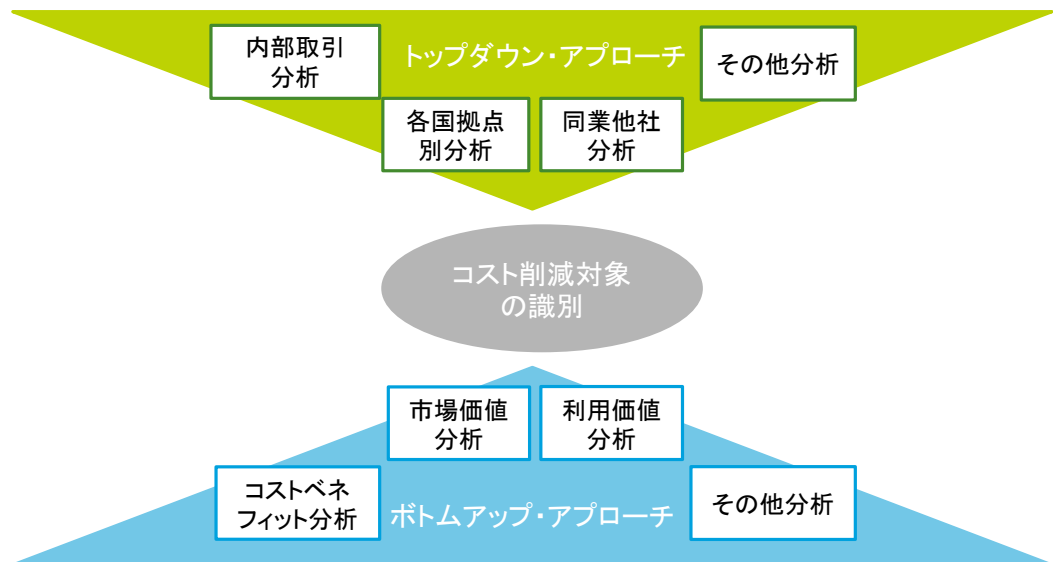 内部取引
分析
トップダウン・アプローチ
その他分析
各国拠点
別分析
同業他社
分析
コスト削減対象
の識別
市場価値
分析
利用価値
分析
コストベネ
フィット分析
ボトムアップ・アプローチ
その他分析